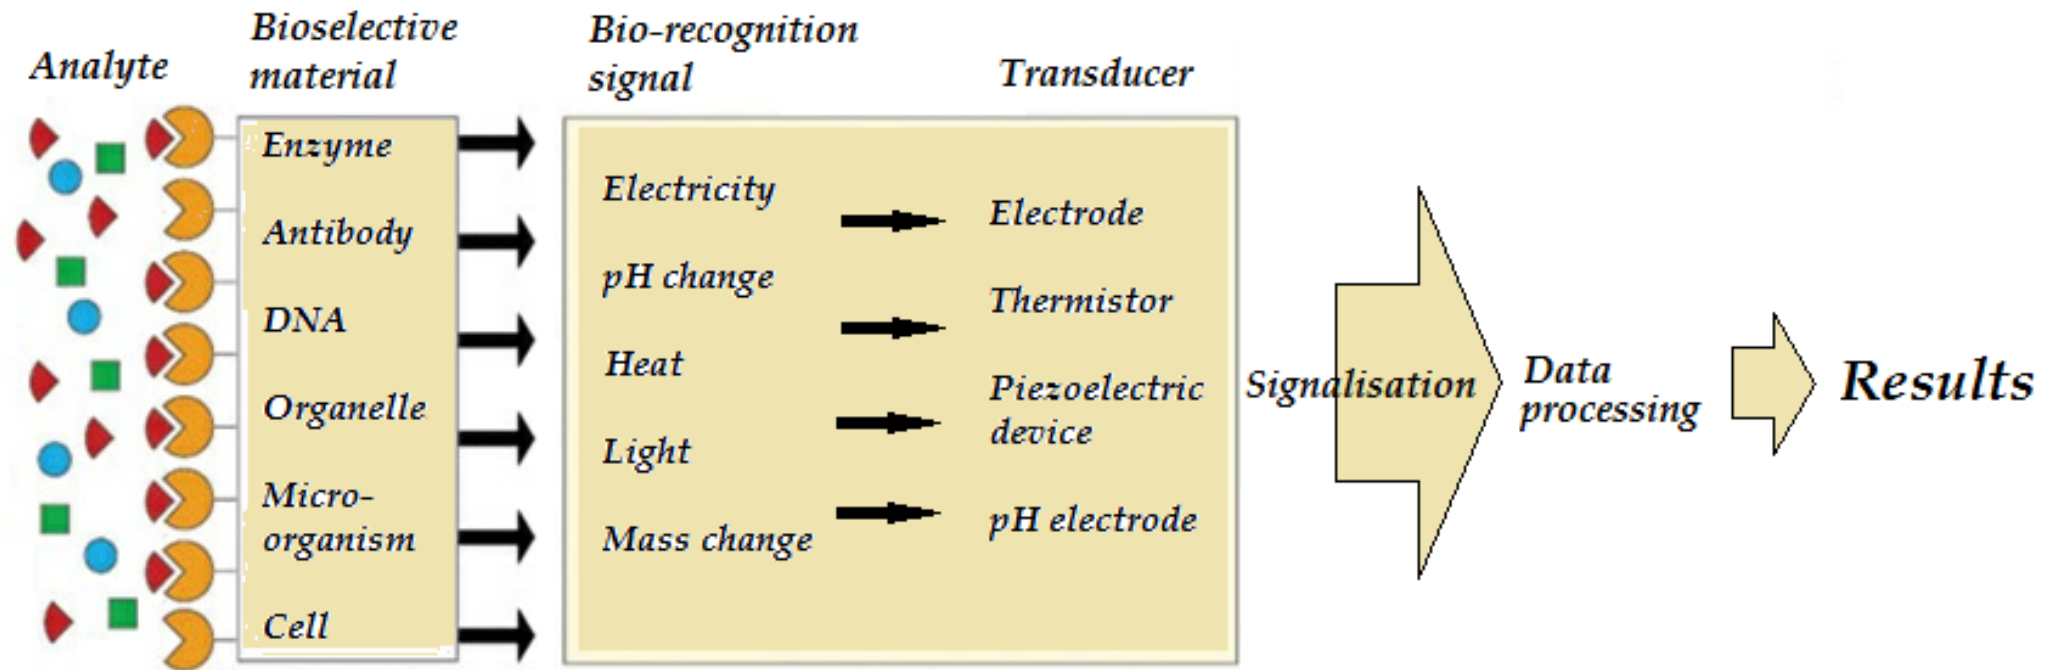 Analyte
Bioselective
material
Enzyme
Antibody
DNA
Organelle
Micro-
organism
Cell
Bio-recognition
signal
Electricity
pH change
Heat
Light
Mass change
Transducer
Electrode
Thermistor
Piezoelectric
device
pH electrode
Signalisation
Data
processing
Results